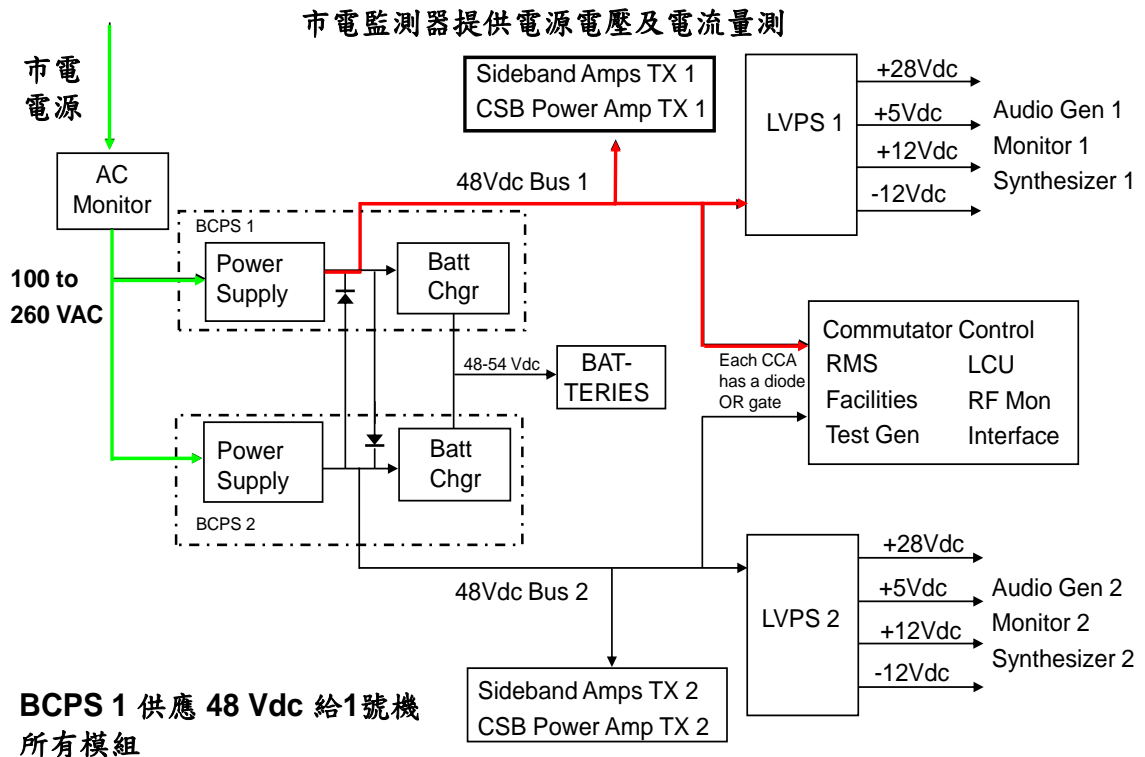 市電監測器提供電源電壓及電流量測
市電
電源
AC
Monitor
100 to
260 VAC
BCPS 1
Power
Supply
Batt
Chgr
48Vdc Bus 1
Sideband Amps TX 1
CSB Power Amp TX 1
LVPS 1
+28Vdc
+5Vdc
+12Vdc
-12Vdc
Audio Gen 1
Monitor 1
Synthesizer 1
48-54 Vdc
BAT-
TERIES
Each CCA
has a diode
OR gate
Commutator Control
RMS LCU
Facilities RF Mon
Test Gen Interface
Power
Supply
Batt
Chgr
BCPS 2
48Vdc Bus 2
LVPS 2
+28Vdc
+5Vdc
+12Vdc
-12Vdc
Audio Gen 2
Monitor 2
Synthesizer 2
Sideband Amps TX 2
CSB Power Amp TX 2
BCPS 1 供應 48 Vdc 給1號機
所有模組